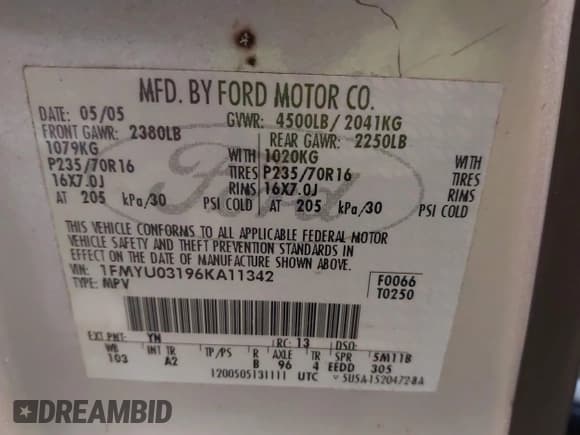 MFD. BY FORD MOTOR CO.
DATE: 05/05 GVWR: 4500LB/ 2041KG
FRONT GAWR: 2380LB REAR GAWR: 2250LB
1079KG WITH 1020KG WITH
P235/70R16 TIRES P235/70R16 TIRES
16X7.0J RIMS 16X7.0J RIMS
AT 205 kPa/30 PSI COLD AT 205 kPa/30 PSI COLD
Ford
THIS VEHICLE CONFORMS TO ALL APPLICABLE FEDERAL MOTOR
VEHICLE SAFETY AND THEFT PREVENTION STANDARDS IN
EFFECT ON THE DATE OF MANUFACTURE SHOWN ABOVE.
VIN: 1FMYU03196KA11342 F0066
TYPE: MPV T0250
EXT PNT: YN RC: 13 DSO:
WB INT TR TP/PS R AXLE TR SPR 5M11B
103 A2 B 96 4 EEDD 305
1200505131111 UTC 5USA-1520472-BA
DREAMBID